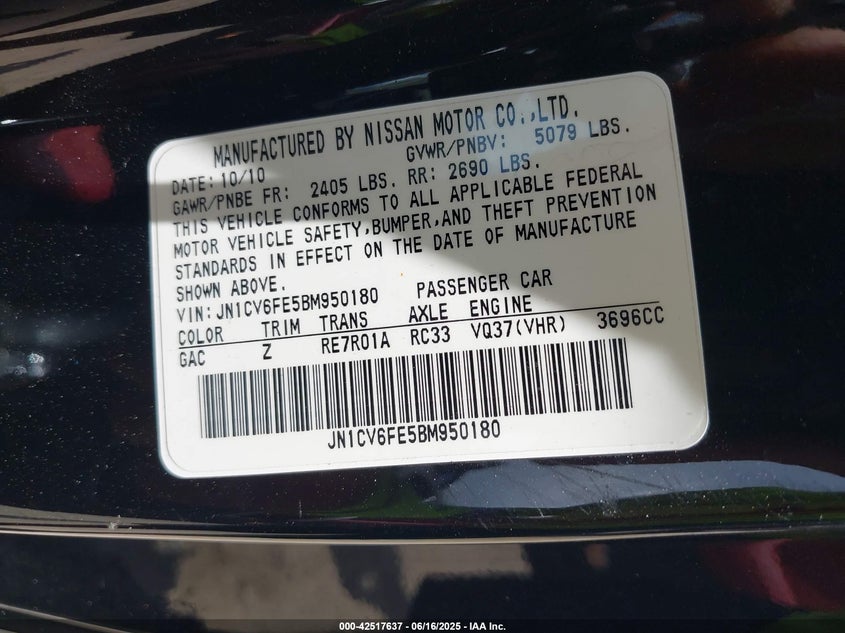 MANUFACTURED BY NISSAN MOTOR CO.,LTD.
DATE:10/10 GVWR/PNBV: 5079 LBS.
GAWR/PNBE FR: 2405 LBS. RR: 2690 LBS.
THIS VEHICLE CONFORMS TO ALL APPLICABLE FEDERAL
MOTOR VEHICLE SAFETY,BUMPER,AND THEFT PREVENTION
STANDARDS IN EFFECT ON THE DATE OF MANUFACTURE
SHOWN ABOVE.
VIN:JN1CV6FE5BM950180 PASSENGER CAR
COLOR TRIM TRANS AXLE ENGINE
GAC Z RE7R01A RC33 VQ37(VHR) 3696CC
JN1CV6FE5BM950180
000-42517637 - 06/16/2025 - IAA Inc.